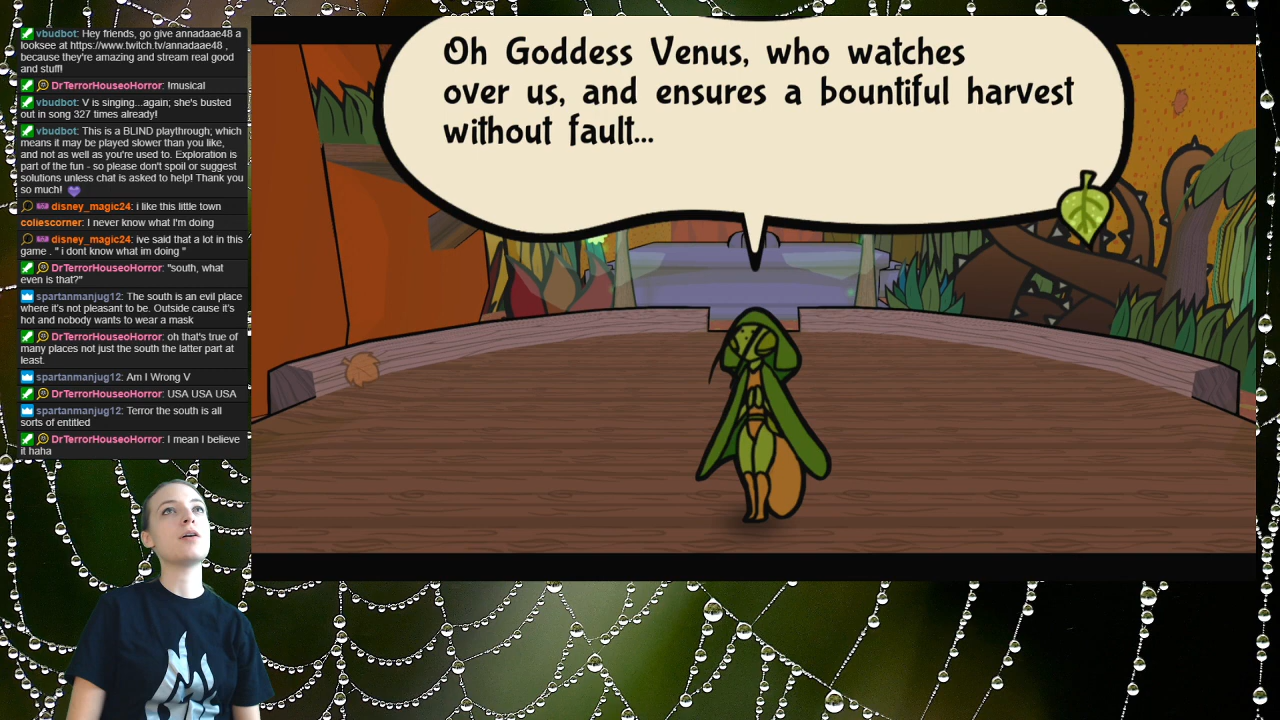 vbudbot: Hey friends, go give annadaae48 a
looksee at https://www.twitch.tv/annadaae48 ,
because they're amazing and stream real good
and stuff!
DrTerrorHouseoHorror: !musical
vbudbot: V is singing...again; she's busted
out in song 327 times already!
vbudbot: This is a BLIND playthrough; which
means it may be played slower than you like,
and not as well as you're used to. Exploration is
part of the fun - so please don't spoil or suggest
solutions unless chat is asked to help! Thank you
so much!
disney_magic24: i like this little town
coliescorner: I never know what I'm doing
disney_magic24: ive said that a lot in this
game . " i dont know what im doing "
DrTerrorHouseoHorror: "south, what
even is that?"
spartanmanjug12: The south is an evil place
where it's not pleasant to be. Outside cause it's
hot and nobody wants to wear a mask
DrTerrorHouseoHorror: oh that's true of
many places not just the south the latter part at
least.
spartanmanjug12: Am I Wrong V
DrTerrorHouseoHorror: USA USA USA
spartanmanjug12: Terror the south is all
sorts of entitled
DrTerrorHouseoHorror: I mean I believe
it haha
Oh Goddess Venus, who watches
over us, and ensures a bountiful harvest
without fault...